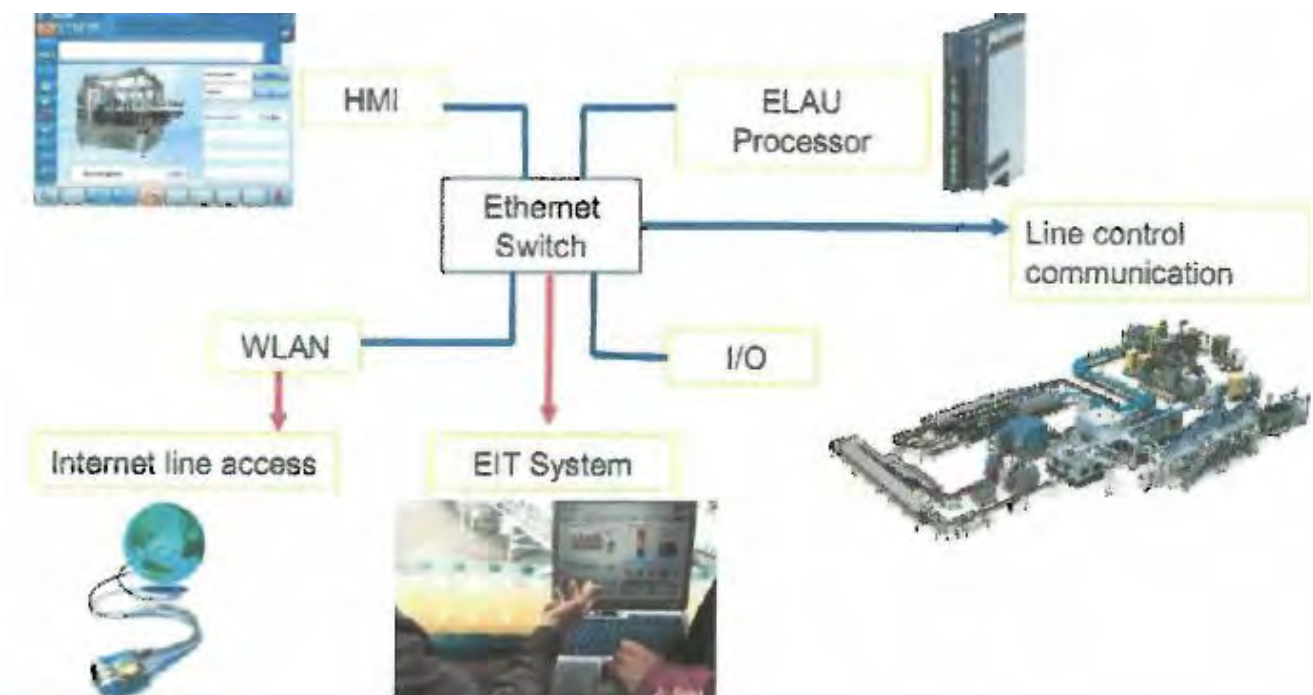 HMI
ELAU
Processor
Ethernet
Switch
Line control
communication
WLAN
I/O
Internet line access
EIT System